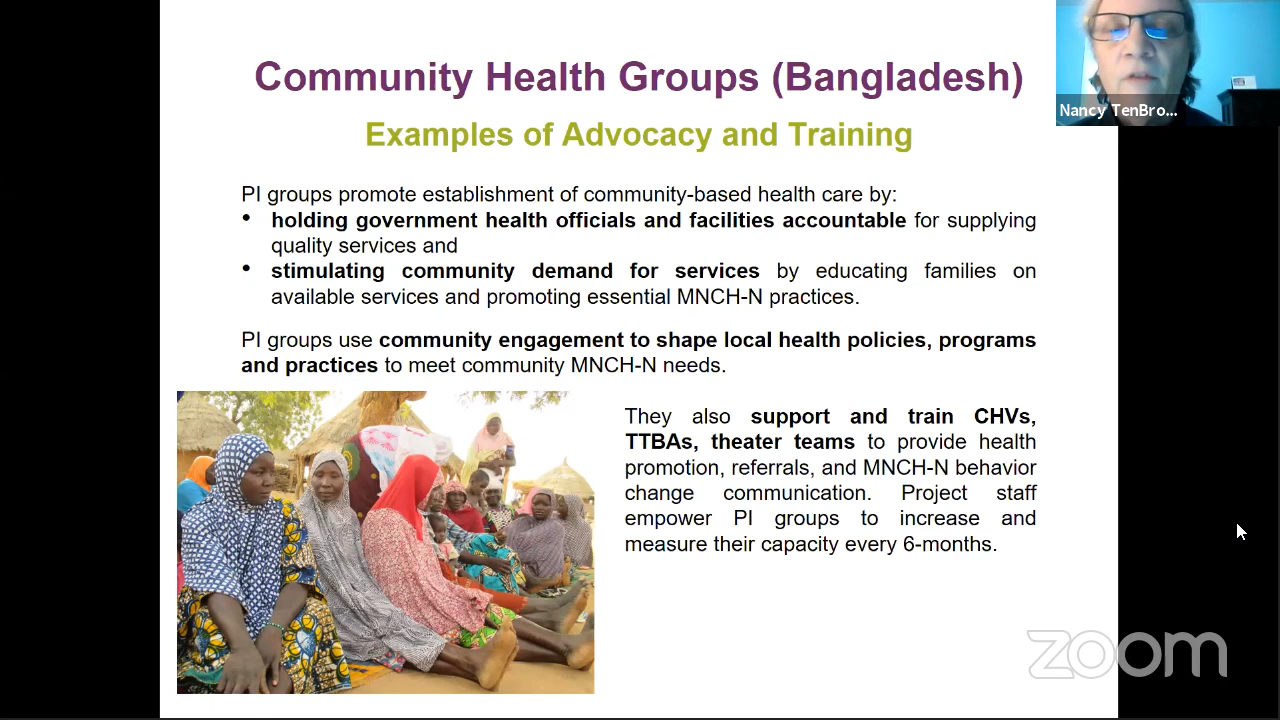 Community Health Groups (Bangladesh)
Examples of Advocacy and Training
PI groups promote establishment of community-based health care by:
• holding government health officials and facilities accountable for supplying
quality services and
• stimulating community demand for services by educating families on
available services and promoting essential MNCH-N practices.
PI groups use community engagement to shape local health policies, programs
and practices to meet community MNCH-N needs.
They also support and train CHVs,
TTBAs, theater teams to provide health
promotion, referrals, and MNCH-N behavior
change communication. Project staff
empower PI groups to increase and
measure their capacity every 6-months.
Nancy TenBro...
zoom